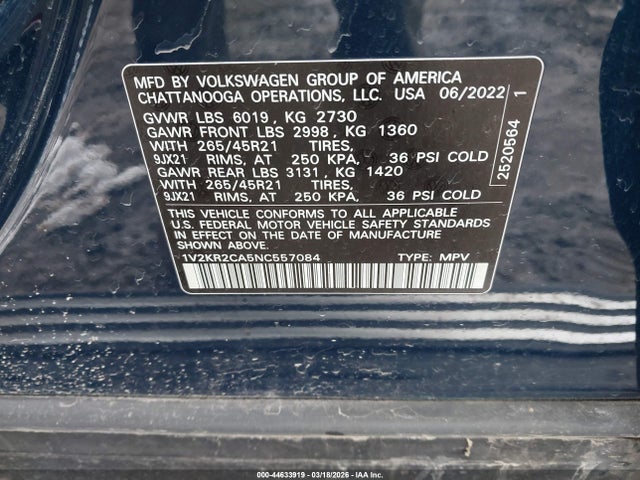 MFD BY VOLKSWAGEN GROUP OF AMERICA
CHATTANOOGA OPERATIONS, LLC. USA 06/2022
GVWR LBS 6019, KG 2730
GAWR FRONT LBS 2998, KG 1360
WITH 265/45R21 TIRES,
9JX21 RIMS, AT 250 KPA, 36 PSI COLD
GAWR REAR LBS 3131, KG 1420
WITH 265/45R21 TIRES,
9JX21 RIMS, AT 250 KPA, 36 PSI COLD
THIS VEHICLE CONFORMS TO ALL APPLICABLE
U.S. FEDERAL MOTOR VEHICLE SAFETY STANDARDS
IN EFFECT ON THE DATE OF MANUFACTURE
SHOWN ABOVE.
1V2KR2CA5NC557084 TYPE: MPV
2520564 1
000-44633919 | 03/18/2026 | IAA Inc.